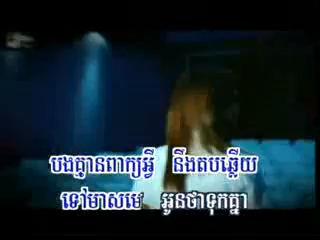 បងគ្មានពាក្យអ្វី នឹងតបឆ្លើយ
ទៅមាសមេ អូនថាទុកគ្នា